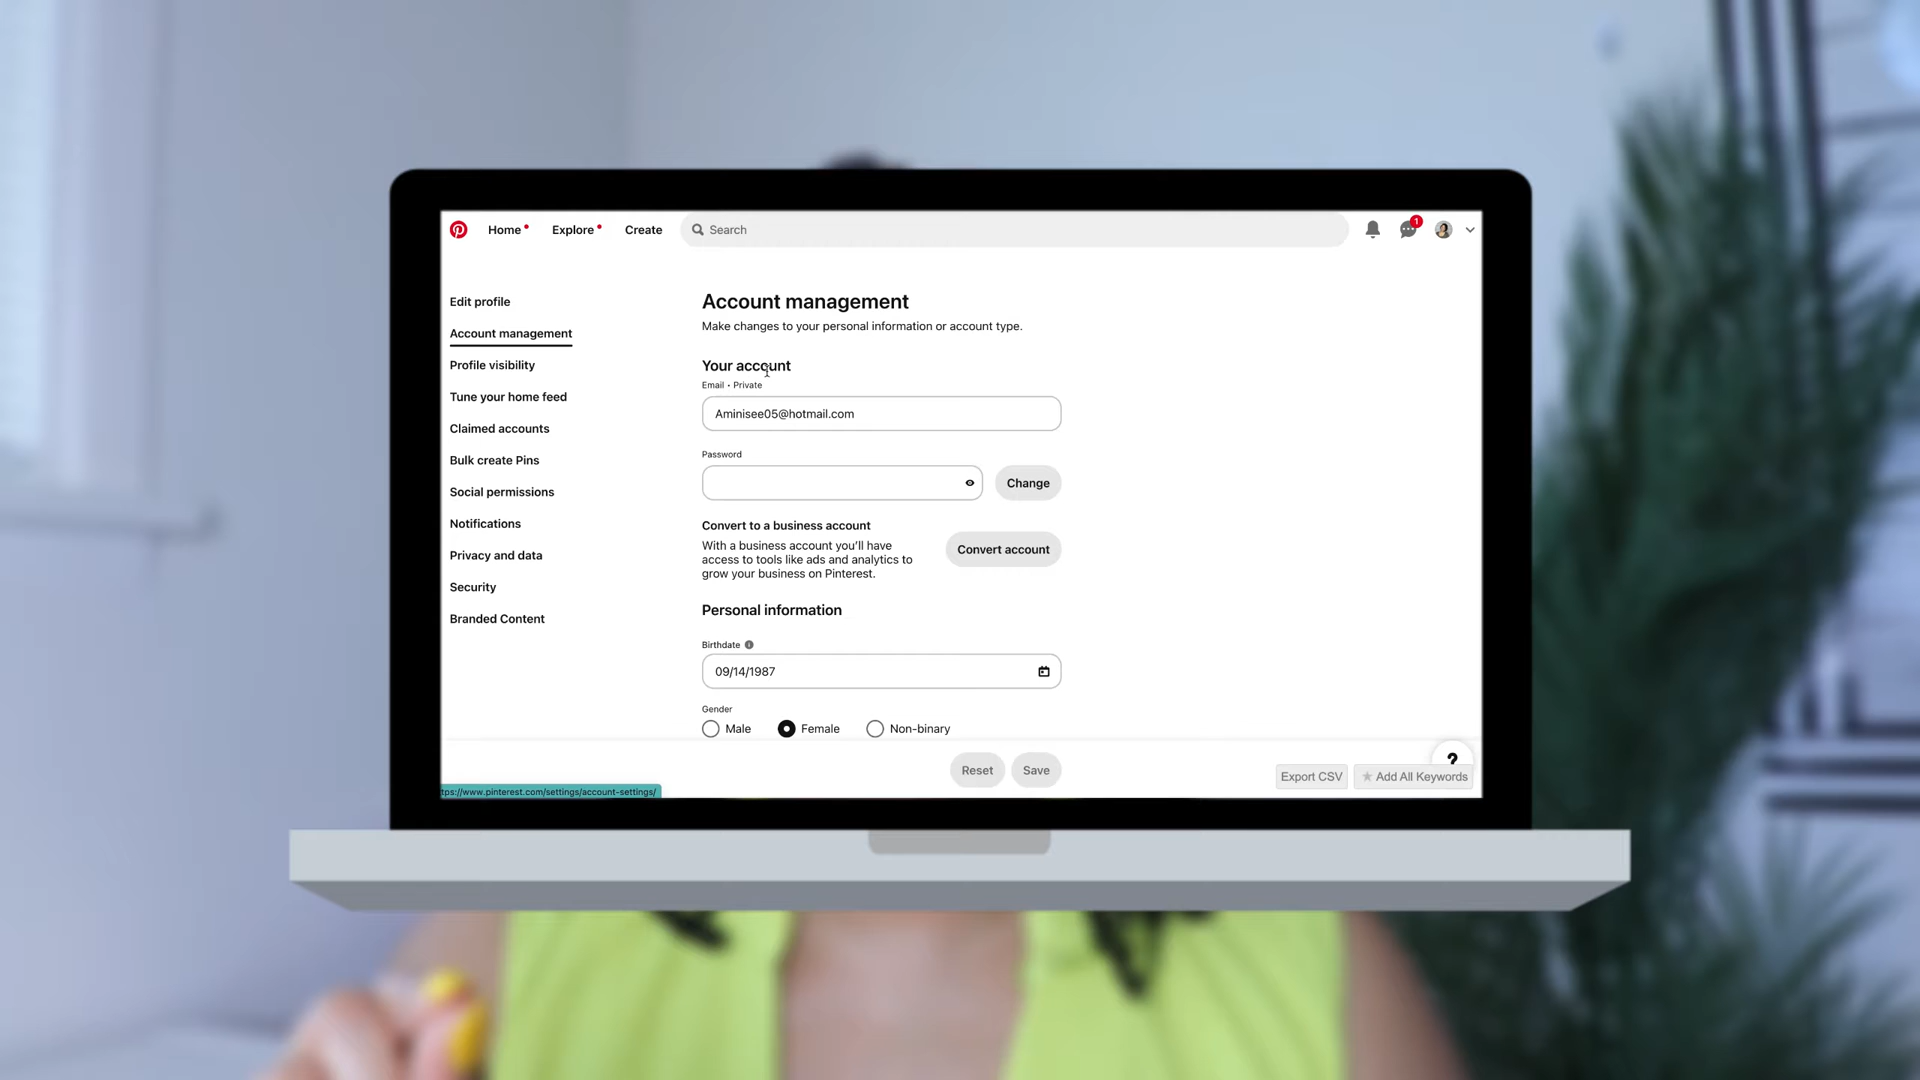 Home
Explore
Create
Search
1
Edit profile
Account management
Profile visibility
Tune your home feed
Claimed accounts
Bulk create Pins
Social permissions
Notifications
Privacy and data
Security
Branded Content
Account management
Make changes to your personal information or account type.
Your account
Email • Private
Aminisee05@hotmail.com
Password
Change
Convert to a business account
With a business account you'll have
access to tools like ads and analytics to
grow your business on Pinterest.
Convert account
Personal information
Birthdate
09/14/1987
Gender
Male
Female
Non-binary
Reset
Save
?
Export CSV
Add All Keywords
tps://www.pinterest.com/settings/account-settings/